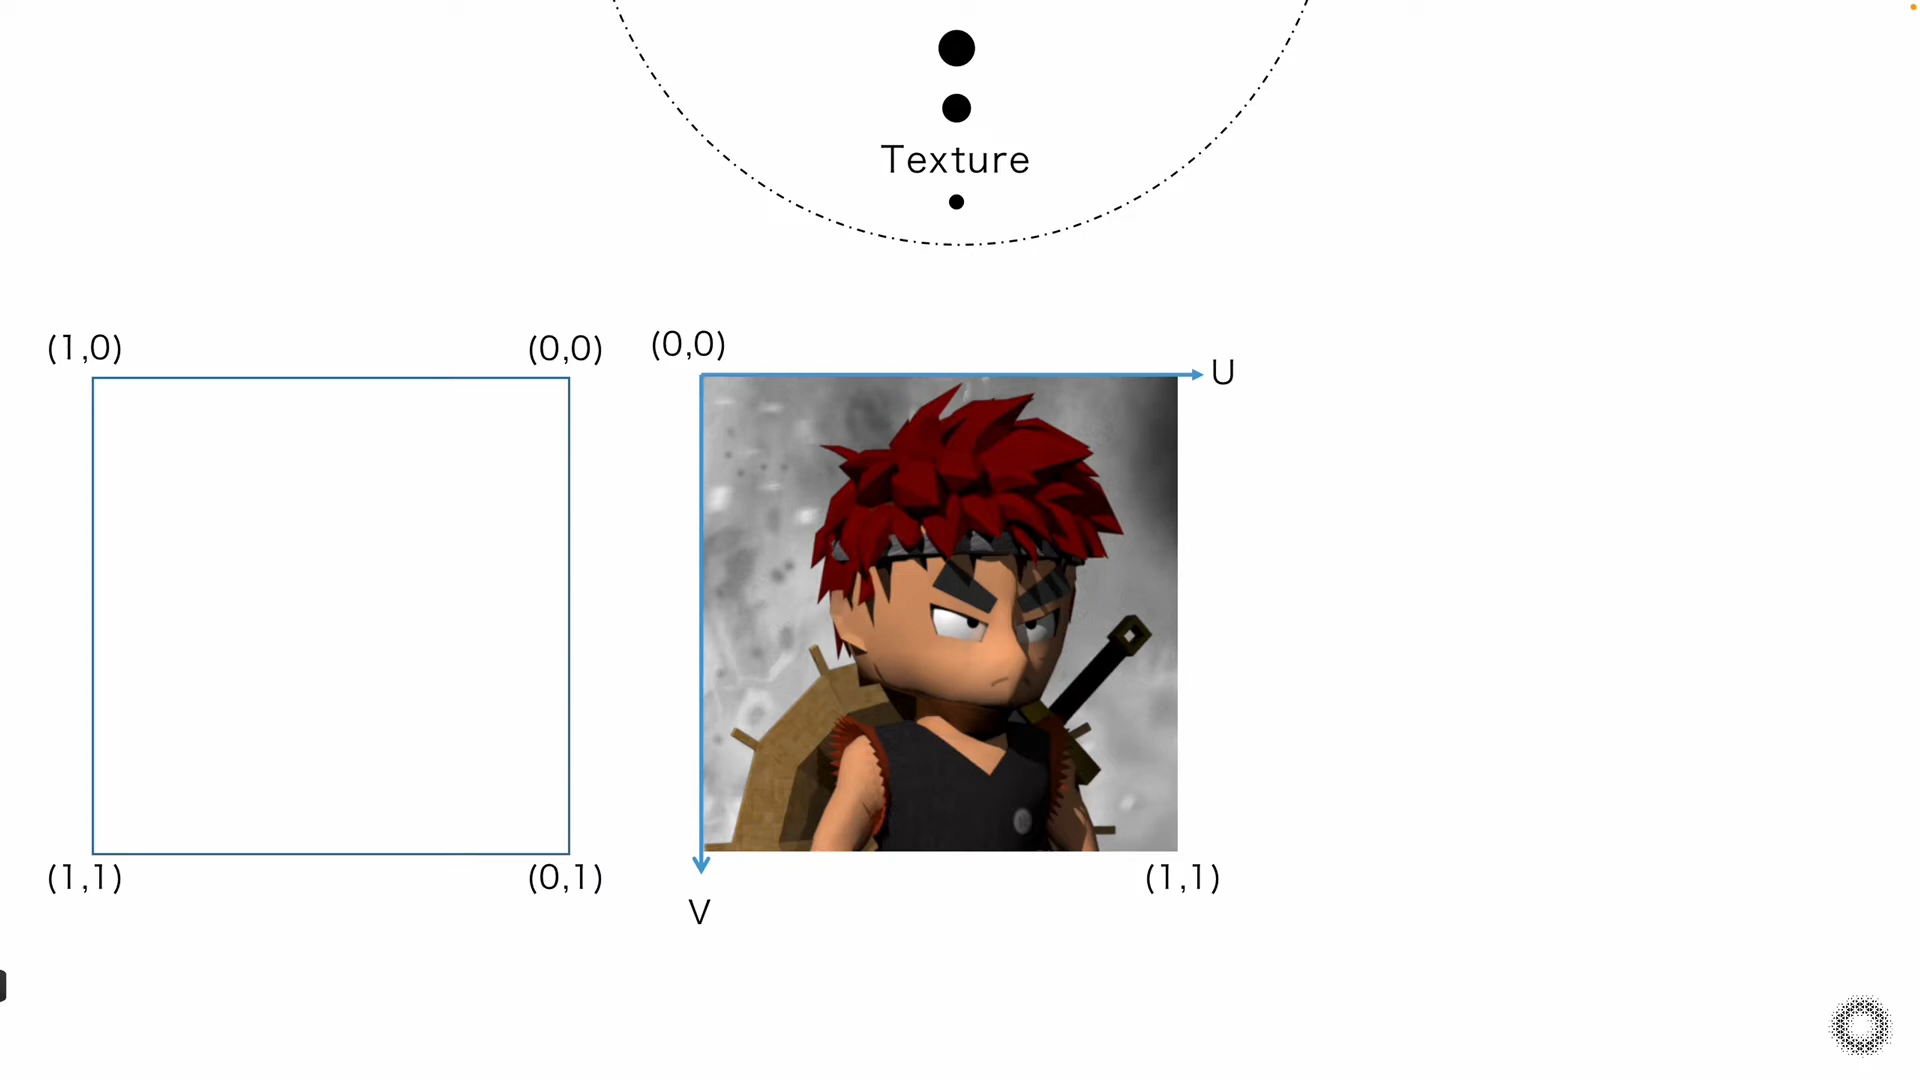 Texture
(1,0)
(0,0)
(0,0)
U
(1,1)
(0,1)
(1,1)
V